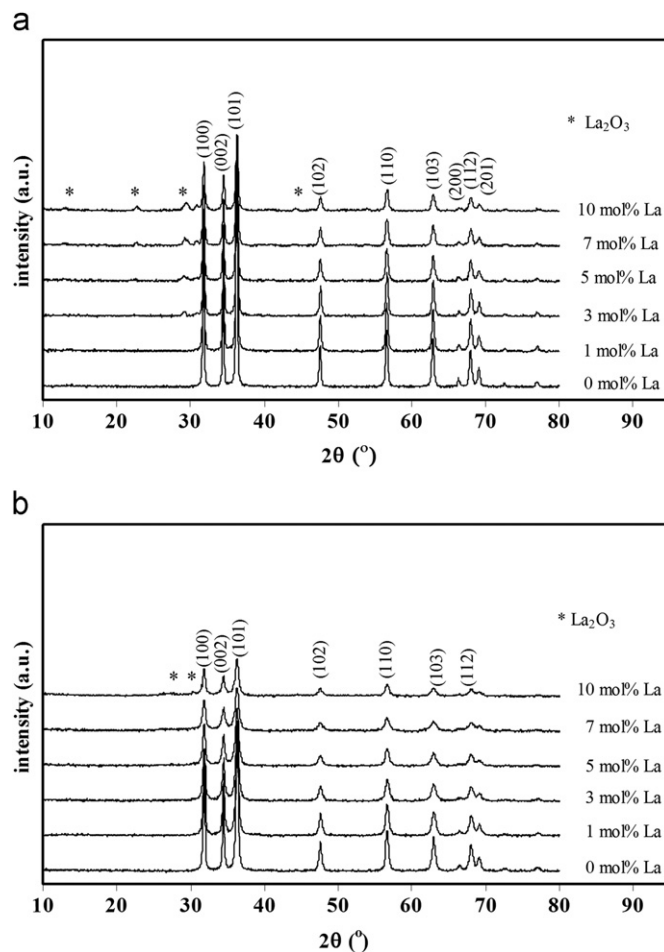 a
intensity (a.u.)
(100)
(002)
(101)
(102)
(110)
(103)
(200)
(112)
(201)
* La₂O₃
* * * *
10 mol% La
7 mol% La
5 mol% La
3 mol% La
1 mol% La
0 mol% La
10 20 30 40 50 60 70 80 90
2θ (°)
b
intensity (a.u.)
(100)
(002)
(101)
(102)
(110)
(103)
(112)
* La₂O₃
* *
10 mol% La
7 mol% La
5 mol% La
3 mol% La
1 mol% La
0 mol% La
10 20 30 40 50 60 70 80 90
2θ (°)